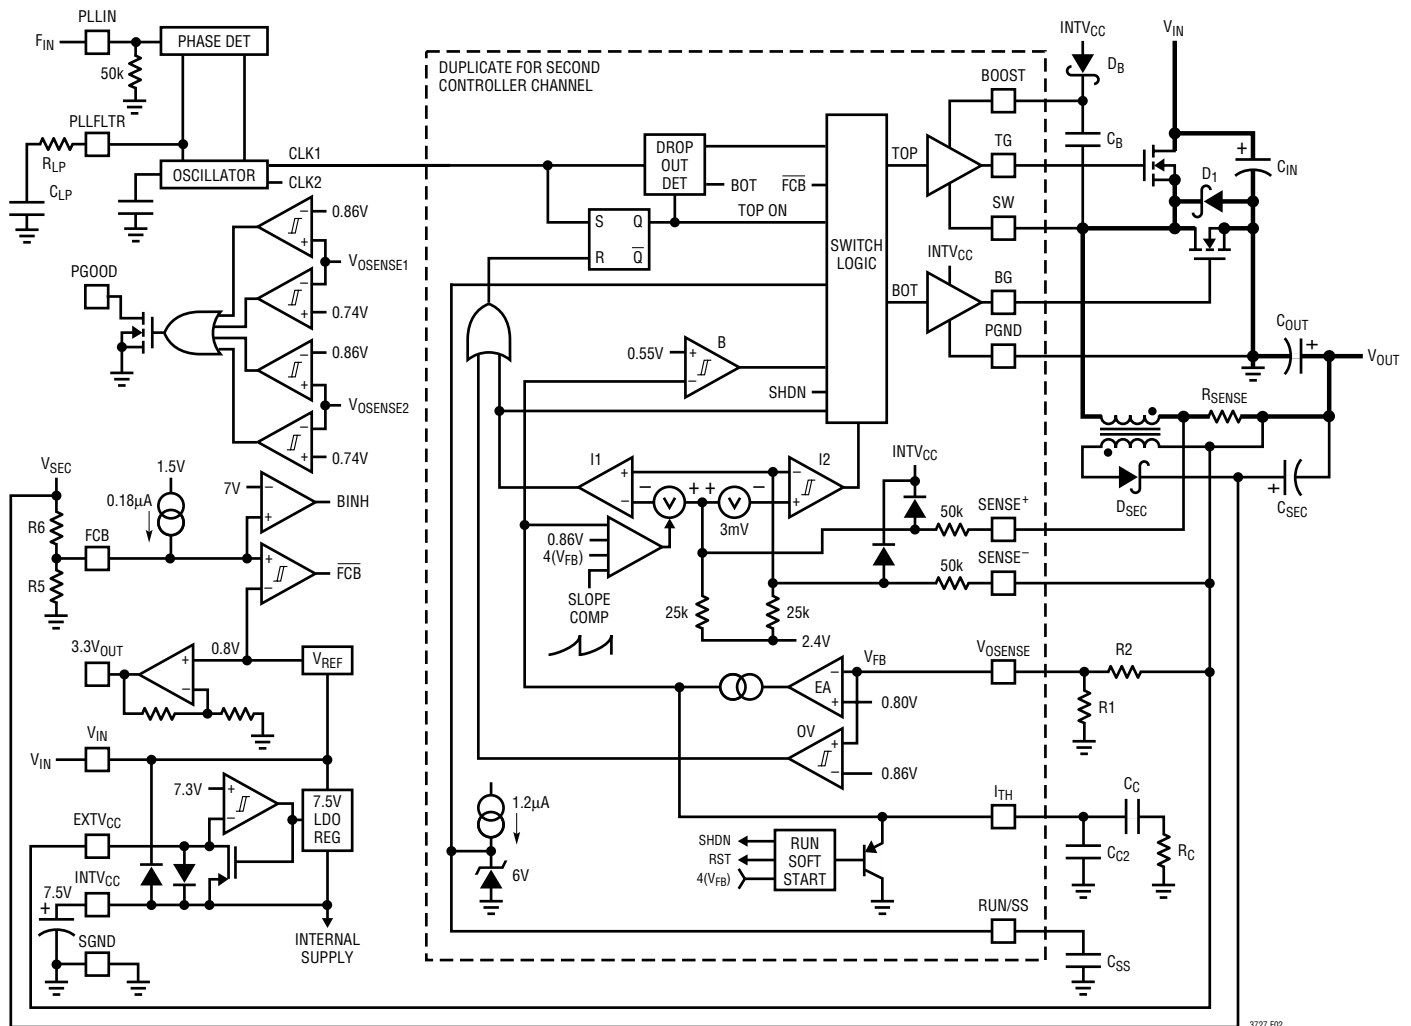 PLLIN
F_IN
PHASE DET
50k
PLLFLTR
R_LP
C_LP
OSCILLATOR
CLK1
CLK2
0.86V
V_OSENSE1
0.74V
PGOOD
0.86V
V_OSENSE2
0.74V
V_SEC
1.5V
0.18μA
7V
BINH
R6
FCB
R5
FCB
3.3V_OUT
0.8V
V_REF
V_IN
V_IN
7.3V
7.5V
LDO
REG
EXTV_CC
INTV_CC
7.5V
+
SGND
INTERNAL
SUPPLY
DUPLICATE FOR SECOND
CONTROLLER CHANNEL
DROP
OUT
DET
BOT
FCB
TOP ON
S Q
R Q
SWITCH
LOGIC
TOP
BOT
INTV_CC
0.55V
B
SHDN
I1
I2
3mV
0.86V
4(V_FB)
SLOPE
COMP
25k
25k
2.4V
INTV_CC
50k
50k
V_FB
EA
0.80V
OV
0.86V
1.2μA
6V
SHDN
RST
4(V_FB)
RUN
SOFT
START
BOOST
TG
SW
BG
PGND
SENSE+
SENSE−
V_OSENSE
I_TH
RUN/SS
INTV_CC
D_B
C_B
V_IN
D_1
C_IN
C_OUT
V_OUT
R_SENSE
D_SEC
C_SEC
R2
R1
C_C
C_C2
R_C
C_SS
3727 F02